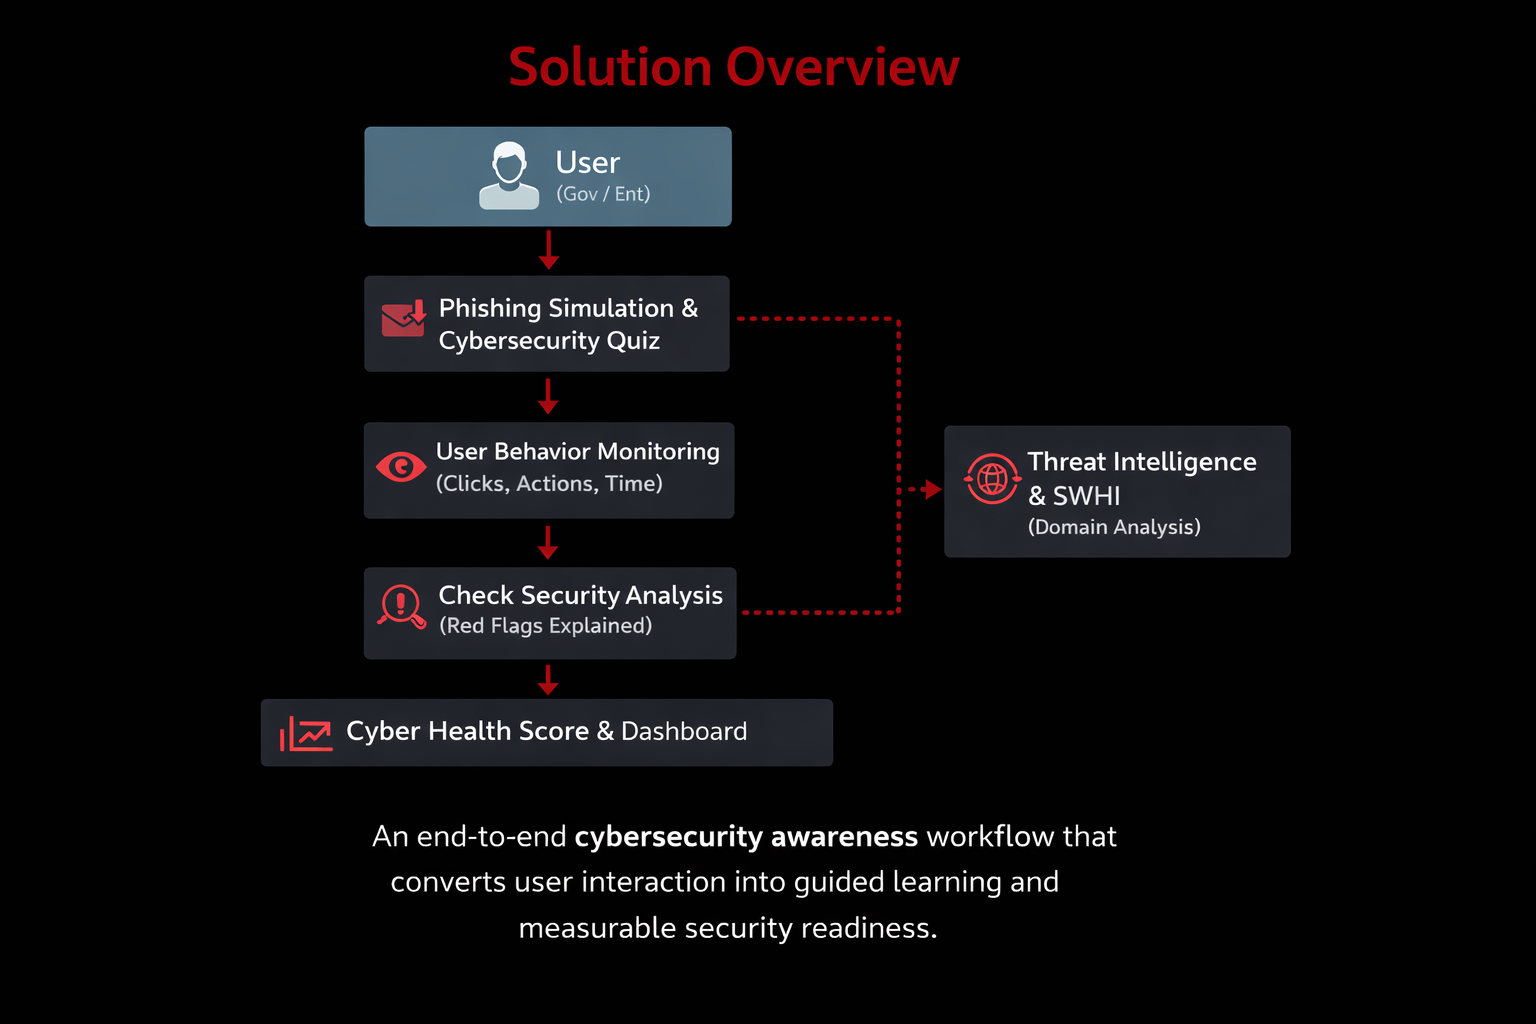 Solution Overview
User
(Gov / Ent)
Phishing Simulation &
Cybersecurity Quiz
User Behavior Monitoring
(Clicks, Actions, Time)
Check Security Analysis
(Red Flags Explained)
Threat Intelligence
& SWHI
(Domain Analysis)
Cyber Health Score & Dashboard
An end-to-end cybersecurity awareness workflow that
converts user interaction into guided learning and
measurable security readiness.